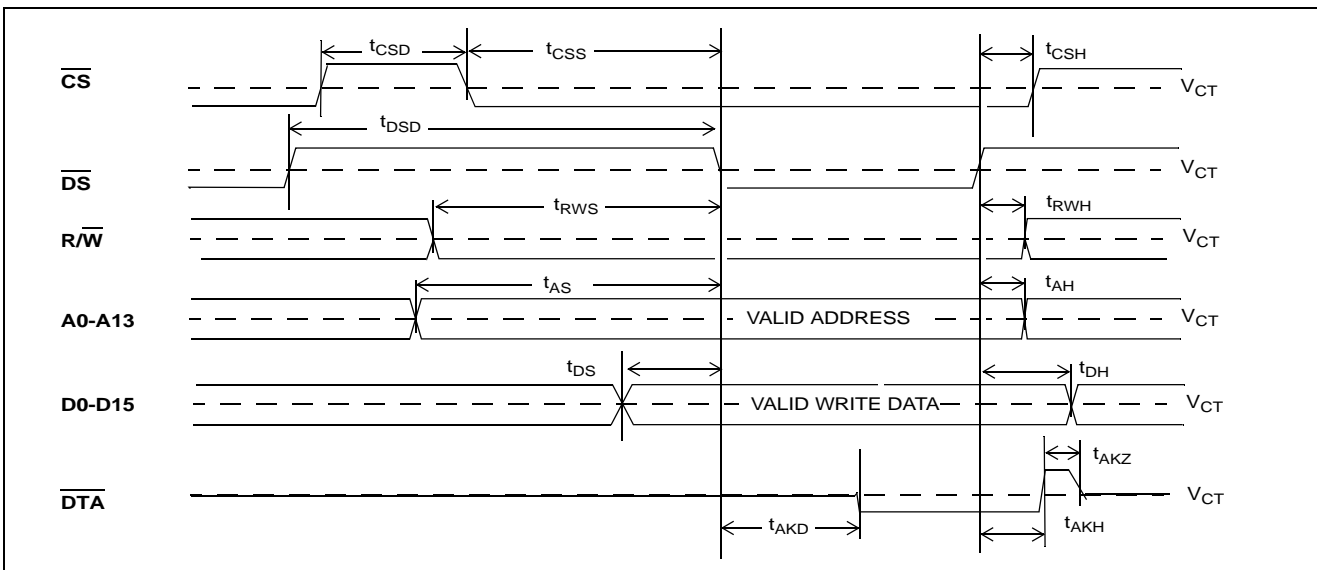 tCSD tCSS tCSH
CS VCT
tDSD
DS VCT
tRWS tRWH
R/W VCT
tAS tAH
A0-A13 VALID ADDRESS VCT
tDS tDH
D0-D15 VALID WRITE DATA VCT
tAKZ
DTA VCT
tAKD tAKH